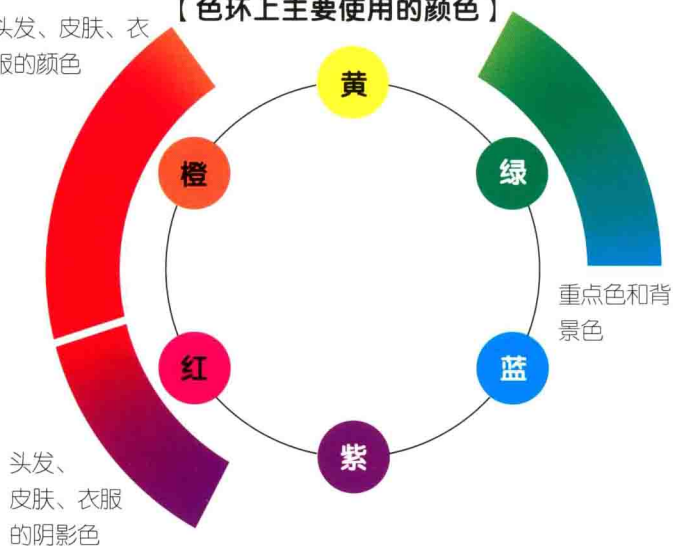 【色环上主要使用的颜色】
头发、皮肤、衣
服的颜色
黄
橙
绿
重点色和背
景色
红
蓝
紫
头发、
皮肤、衣服
的阴影色